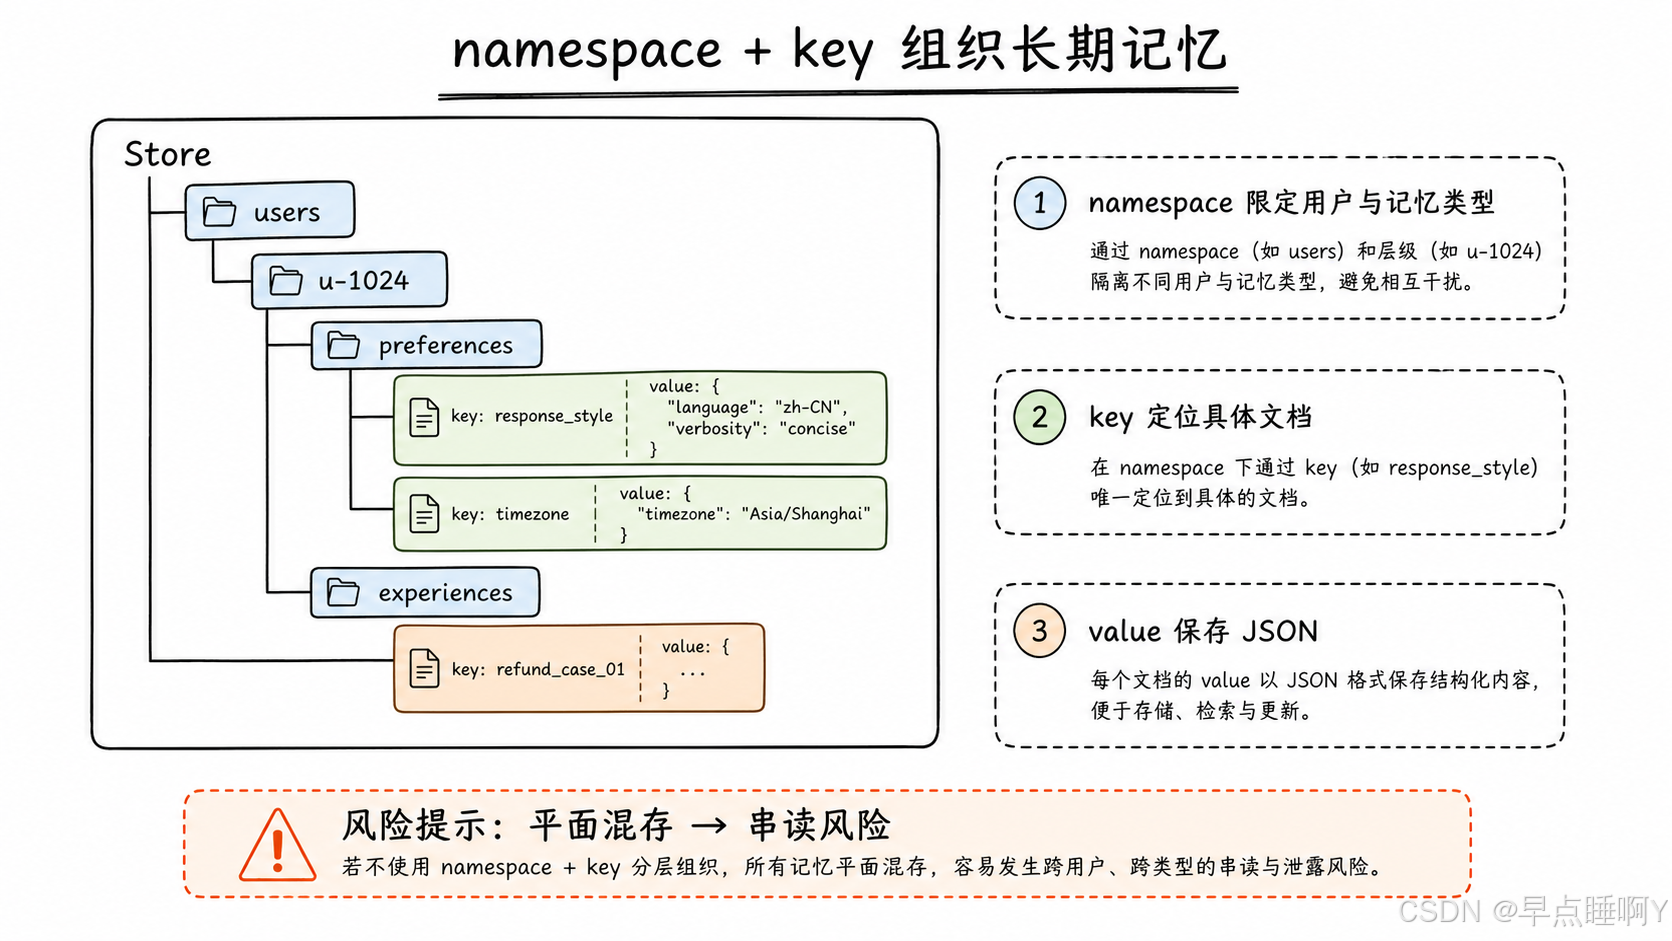 namespace + key 组织长期记忆
Store
users
u-1024
preferences
key: response_style
value: {
"language": "zh-CN",
"verbosity": "concise"
}
key: timezone
value: {
"timezone": "Asia/Shanghai"
}
experiences
key: refund_case_01
value: {
...
}
1
namespace 限定用户与记忆类型
通过 namespace（如 users）和层级（如 u-1024）
隔离不同用户与记忆类型，避免相互干扰。
2
key 定位具体文档
在 namespace 下通过 key（如 response_style）
唯一定位到具体的文档。
3
value 保存 JSON
每个文档的 value 以 JSON 格式保存结构化内容，
便于存储、检索与更新。
风险提示：平面混存 → 串读风险
若不使用 namespace + key 分层组织，所有记忆平面混存，容易发生跨用户、跨类型的串读与泄露风险。
CSDN @早点睡啊Y